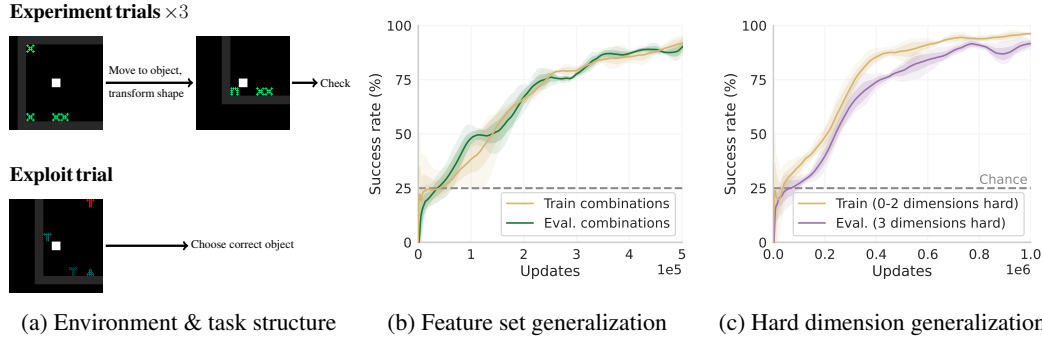 Experiment trials ×3
Move to object,
transform shape
Check
Exploit trial
Choose correct object
(a) Environment & task structure
Success rate (%)
100
75
50
25
0
Train combinations
Eval. combinations
0 1 2 3 4 5
Updates
1e5
(b) Feature set generalization
Success rate (%)
100
75
50
25
0
Chance
Train (0-2 dimensions hard)
Eval. (3 dimensions hard)
0.0 0.2 0.4 0.6 0.8 1.0
Updates
1e6
(c) Hard dimension generalization